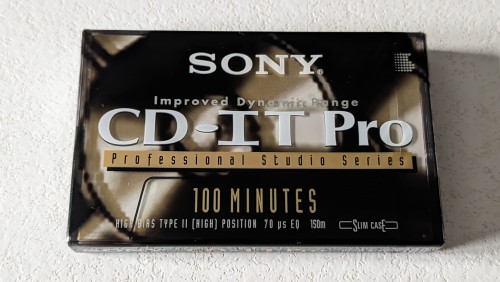 SONY®
Improved Dynamic Range
CD·IT Pro
Professional Studio Series
100 MINUTES
HIGH BIAS TYPE II (HIGH) POSITION 70 µs EQ 150m
SLIM CASE